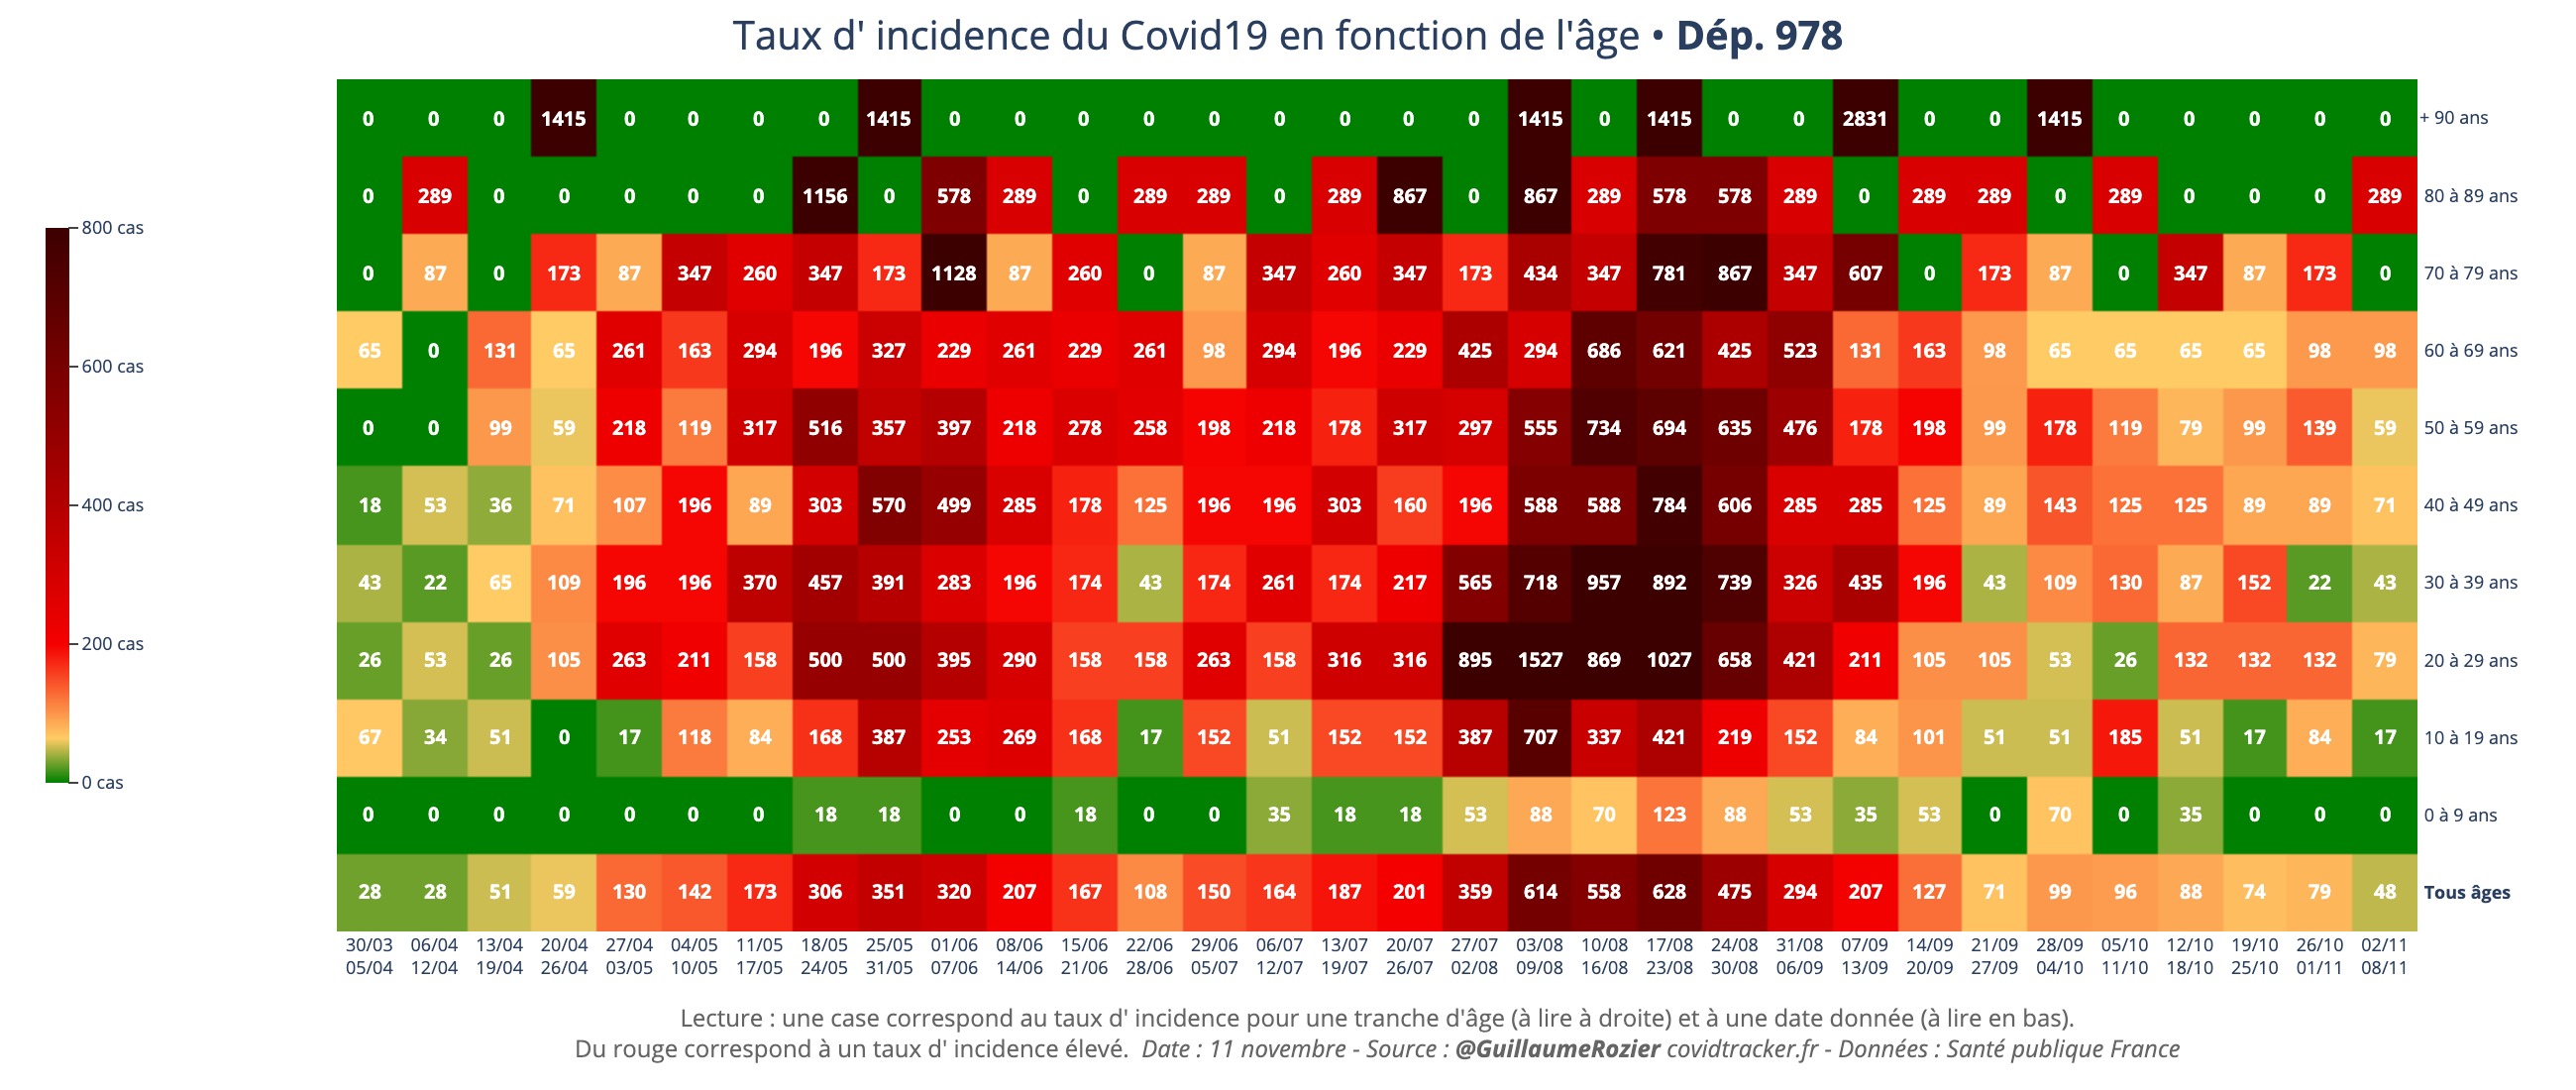 Taux d' incidence du Covid19 en fonction de l'âge • Dép. 978
0 0 0 1415 0 0 0 0 1415 0 0 0 0 0 0 0 0 0 1415 0 1415 0 0 2831 0 0 1415 0 0 0 0 0 + 90 ans
0 289 0 0 0 0 0 1156 0 578 289 0 289 289 0 289 867 0 867 289 578 578 289 0 289 289 0 289 0 0 0 289 80 à 89 ans
800 cas
0 87 0 173 87 347 260 347 173 1128 87 260 0 87 347 260 347 173 434 347 781 867 347 607 0 173 87 0 347 87 173 0 70 à 79 ans
65 0 131 65 261 163 294 196 327 229 261 229 261 98 294 196 229 425 294 686 621 425 523 131 163 98 65 65 65 65 98 98 60 à 69 ans
600 cas
0 0 99 59 218 119 317 516 357 397 218 278 258 198 218 178 317 297 555 734 694 635 476 178 198 99 178 119 79 99 139 59 50 à 59 ans
400 cas
18 53 36 71 107 196 89 303 570 499 285 178 125 196 196 303 160 196 588 588 784 606 285 285 125 89 143 125 125 89 89 71 40 à 49 ans
43 22 65 109 196 196 370 457 391 283 196 174 43 174 261 174 217 565 718 957 892 739 326 435 196 43 109 130 87 152 22 43 30 à 39 ans
200 cas
26 53 26 105 263 211 158 500 500 395 290 158 158 263 158 316 316 895 1527 869 1027 658 421 211 105 105 53 26 132 132 132 79 20 à 29 ans
67 34 51 0 17 118 84 168 387 253 269 168 17 152 51 152 152 387 707 337 421 219 152 84 101 51 51 185 51 17 84 17 10 à 19 ans
0 cas
0 0 0 0 0 0 0 18 18 0 0 18 0 0 35 18 18 53 88 70 123 88 53 35 53 0 70 0 35 0 0 0 0 à 9 ans
28 28 51 59 130 142 173 306 351 320 207 167 108 150 164 187 201 359 614 558 628 475 294 207 127 71 99 96 88 74 79 48 Tous âges
30/03 06/04 13/04 20/04 27/04 04/05 11/05 18/05 25/05 01/06 08/06 15/06 22/06 29/06 06/07 13/07 20/07 27/07 03/08 10/08 17/08 24/08 31/08 07/09 14/09 21/09 28/09 05/10 12/10 19/10 26/10 02/11
05/04 12/04 19/04 26/04 03/05 10/05 17/05 24/05 31/05 07/06 14/06 21/06 28/06 05/07 12/07 19/07 26/07 02/08 09/08 16/08 23/08 30/08 06/09 13/09 20/09 27/09 04/10 11/10 18/10 25/10 01/11 08/11
Lecture : une case correspond au taux d' incidence pour une tranche d'âge (à lire à droite) et à une date donnée (à lire en bas).
Du rouge correspond à un taux d' incidence élevé. Date : 11 novembre - Source : @GuillaumeRozier covidtracker.fr - Données : Santé publique France